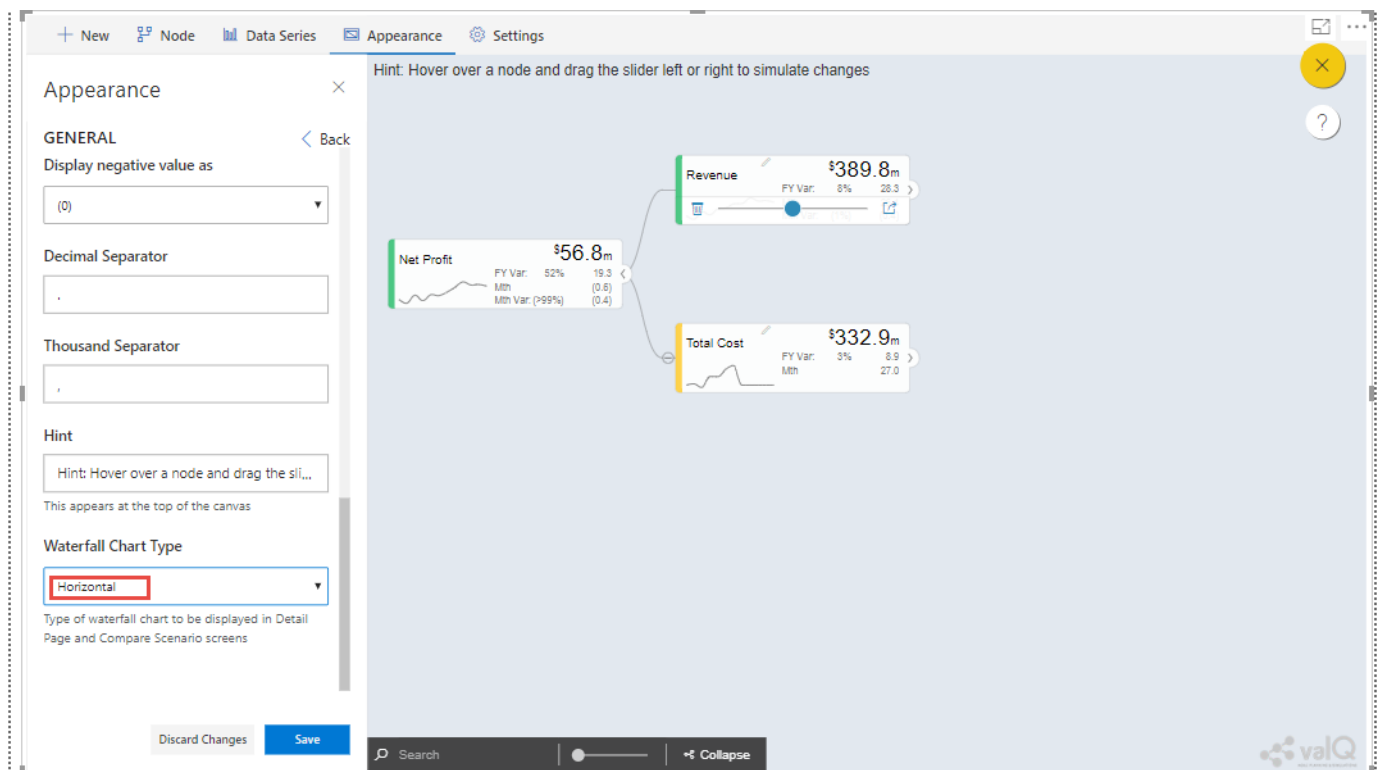 New
Node
Data Series
Appearance
Settings
Appearance
GENERAL
Back
Display negative value as
(0)
Decimal Separator
.
Thousand Separator
,
Hint
Hint: Hover over a node and drag the sli...
This appears at the top of the canvas
Waterfall Chart Type
Horizontal
Type of waterfall chart to be displayed in Detail
Page and Compare Scenario screens
Discard Changes
Save
Hint: Hover over a node and drag the slider left or right to simulate changes
?
Revenue
$389.8m
FY Var: 8% 28.3
Net Profit
$56.8m
FY Var: 52% 19.3
Mth (0.6)
Mth Var: (>99%) (0.4)
Total Cost
$332.9m
FY Var: 3% 8.9
Mth 27.0
Search
Collapse
valQ